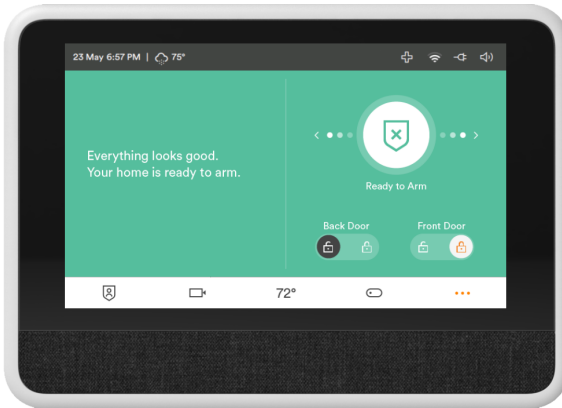 23 May 6:57 PM | 75°
Everything looks good.
Your home is ready to arm.
Ready to Arm
Back Door
Front Door
72°